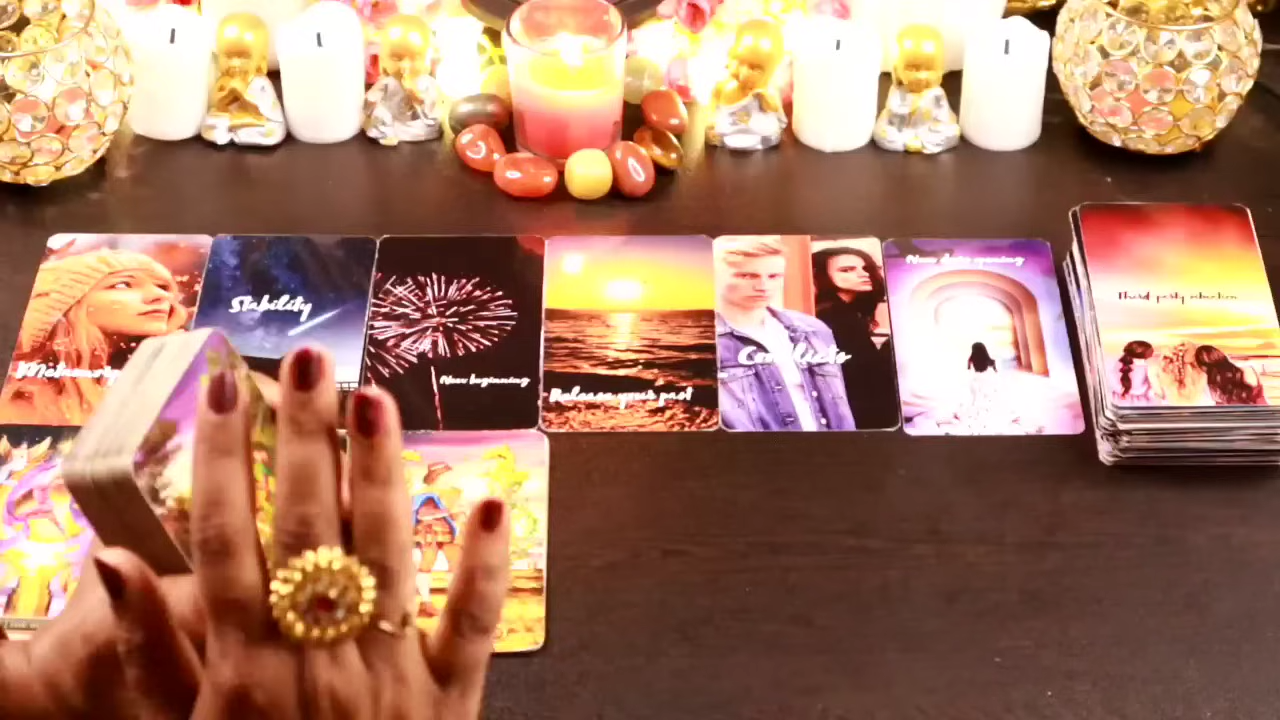 Stability
New beginning
Release your past
Conflicts
New doors opening
Third party situation